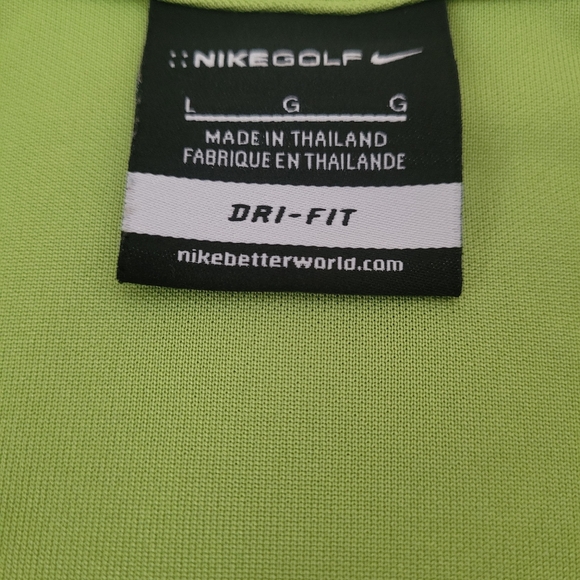 NIKEGOLF
L G G
MADE IN THAILAND
FABRIQUE EN THAILANDE
DRI-FIT
nikebetterworld.com